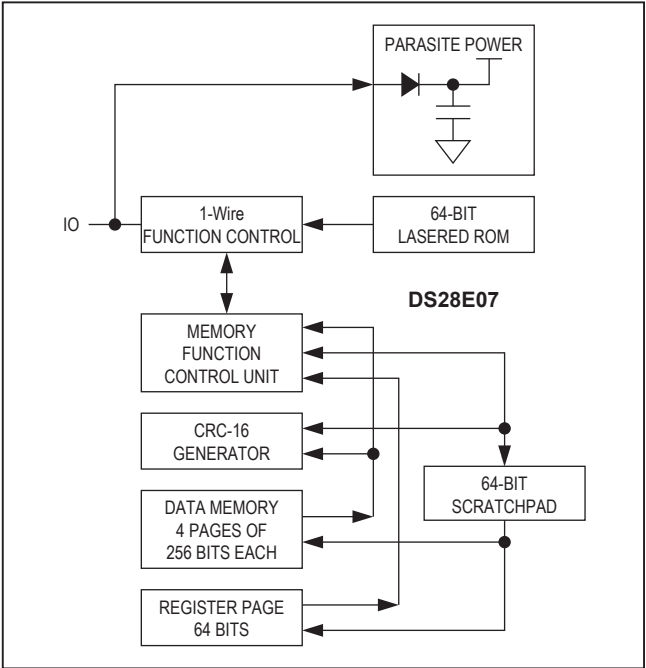 PARASITE POWER
IO
1-Wire
FUNCTION CONTROL
64-BIT
LASERED ROM
DS28E07
MEMORY
FUNCTION
CONTROL UNIT
CRC-16
GENERATOR
64-BIT
SCRATCHPAD
DATA MEMORY
4 PAGES OF
256 BITS EACH
REGISTER PAGE
64 BITS